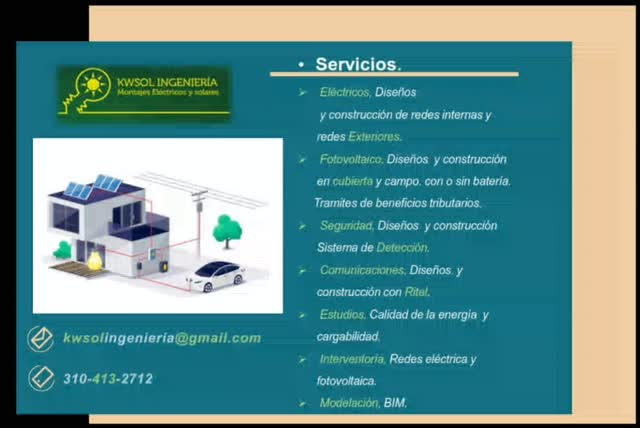 KWSOL INGENIERÍA
Montajes Eléctricos y solares
• Servicios.
Eléctricos, Diseños
y construcción de redes internas y
redes Exteriores.
Fotovoltaico. Diseños y construcción
en cubierta y campo. con o sin batería.
Tramites de beneficios tributarios.
Seguridad, Diseños y construcción
Sistema de Detección.
Comunicaciones, Diseños y
construcción con Ritel.
Estudios, Calidad de la energía y
cargabilidad.
Interventoría, Redes eléctrica y
fotovoltaica.
Modelación, BIM.
kwsolingenieria@gmail.com
310-413-2712